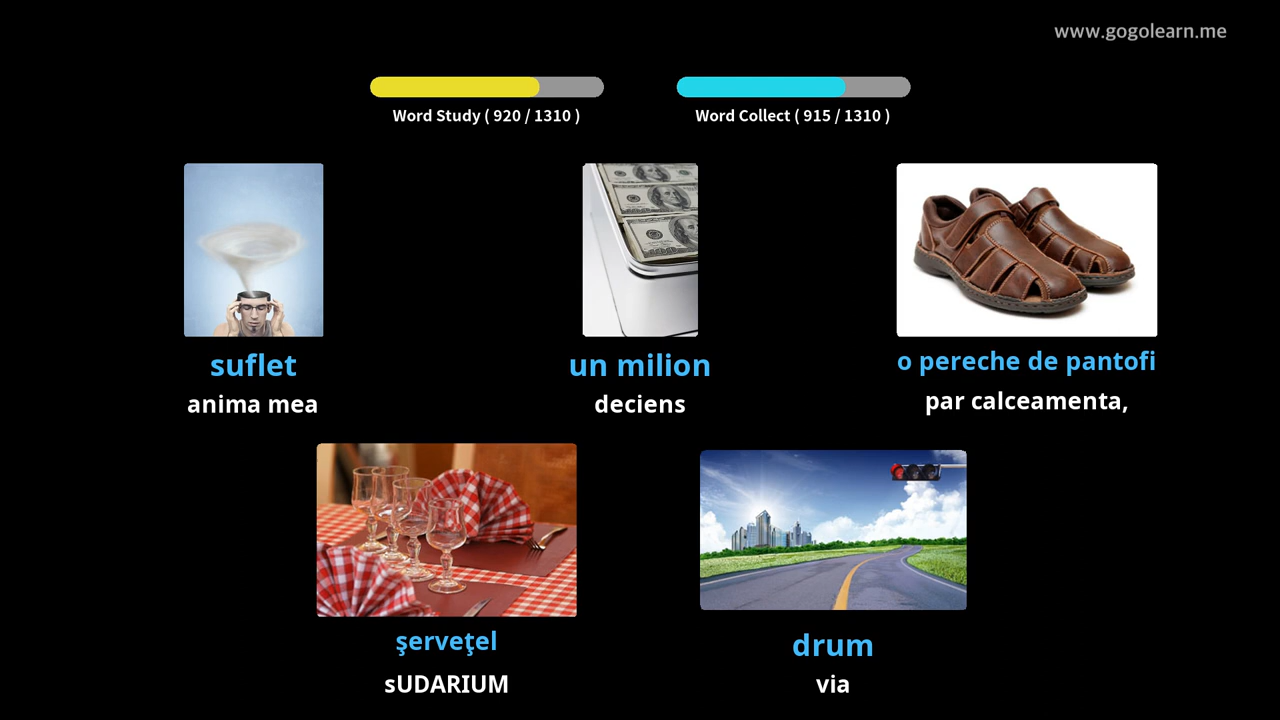 www.gogolearn.me
Word Study ( 920 / 1310 )
Word Collect ( 915 / 1310 )
suflet
un milion
o pereche de pantofi
anima mea
deciens
par calceamenta,
şerveţel
drum
sUDARIUM
via